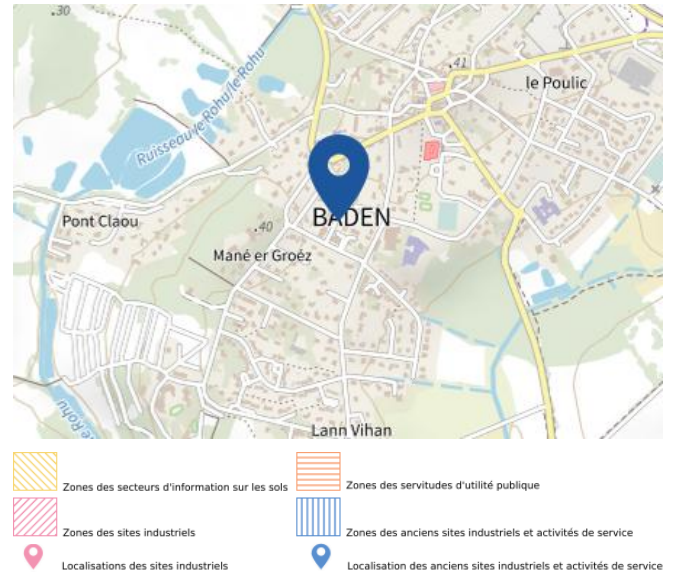 .30
.41
le Poulic
Ruisseau le Rohu le Rohu
Pont Claou
.40
BADEN
Mané er Groéz
Rohu
Lann Vihan
Zones des secteurs d'information sur les sols
Zones des servitudes d'utilité publique
Zones des sites industriels
Zones des anciens sites industriels et activités de service
Localisations des sites industriels
Localisation des anciens sites industriels et activités de service